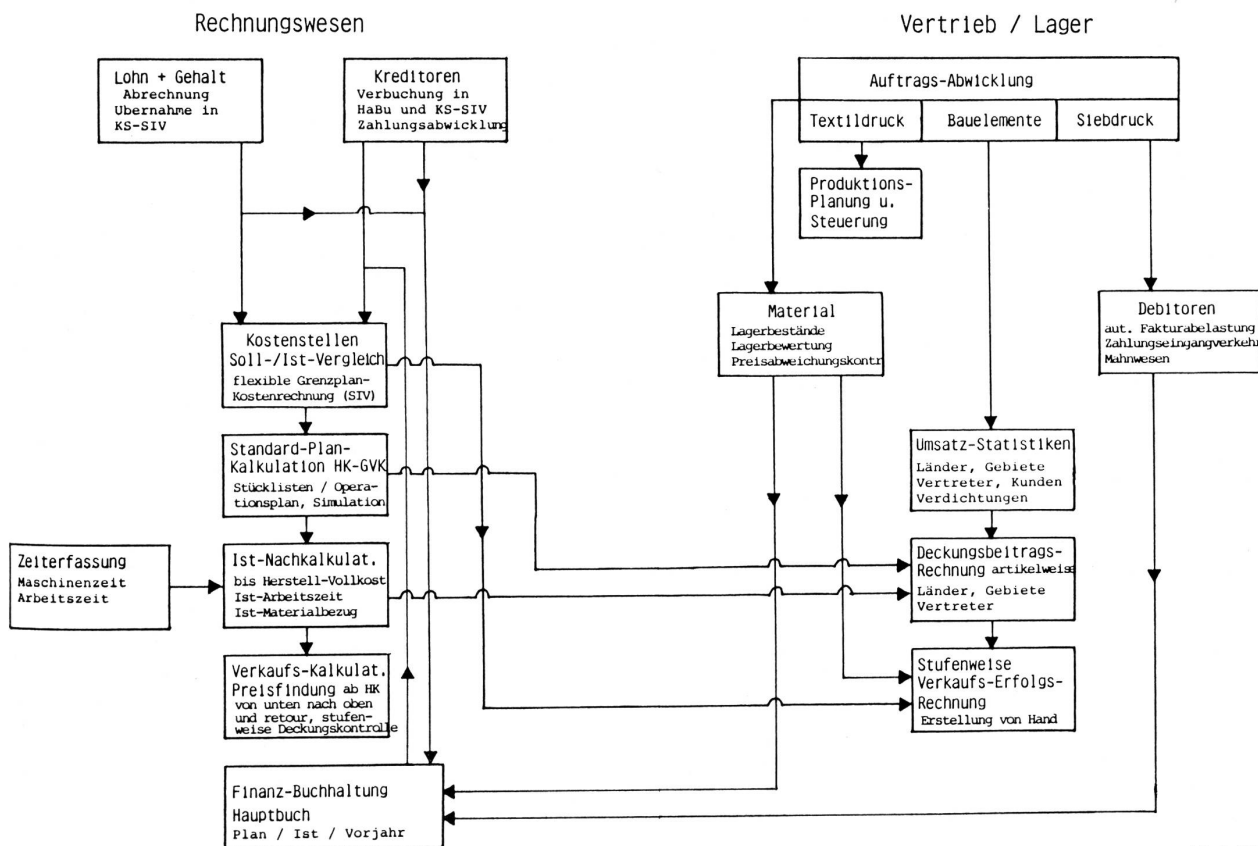 Rechnungswesen
Vertrieb / Lager
Lohn + Gehalt
Abrechnung
Ubernahme in
KS-SIV
Kreditoren
Verbuchung in
HaBu und KS-SIV
Zahlungsabwicklung
Auftrags-Abwicklung
Textildruck
Bauelemente
Siebdruck
Produktions-
Planung u.
Steuerung
Material
Lagerbestände
Lagerbewertung
Preisabweichungskontr
Debitoren
aut. Fakturabelastung
Zahlungseingangverkehr
Mahnwesen
Kostenstellen
Soll-/Ist-Vergleich
flexible Grenzplan-
Kostenrechnung (SIV)
Standard-Plan-
Kalkulation HK-GVK
Stücklisten / Opera-
tionsplan, Simulation
Umsatz-Statistiken
Länder, Gebiete
Vertreter, Kunden
Verdichtungen
Zeiterfassung
Maschinenzeit
Arbeitszeit
Ist-Nachkalkulat.
bis Herstell-Vollkost
Ist-Arbeitszeit
Ist-Materialbezug
Deckungsbeitrags-
Rechnung artikelweise
Länder, Gebiete
Vertreter
Verkaufs-Kalkulat.
Preisfindung ab HK
von unten nach oben
und retour, stufen-
weise Deckungskontrolle
Stufenweise
Verkaufs-Erfolgs-
Rechnung
Erstellung von Hand
Finanz-Buchhaltung
Hauptbuch
Plan / Ist / Vorjahr